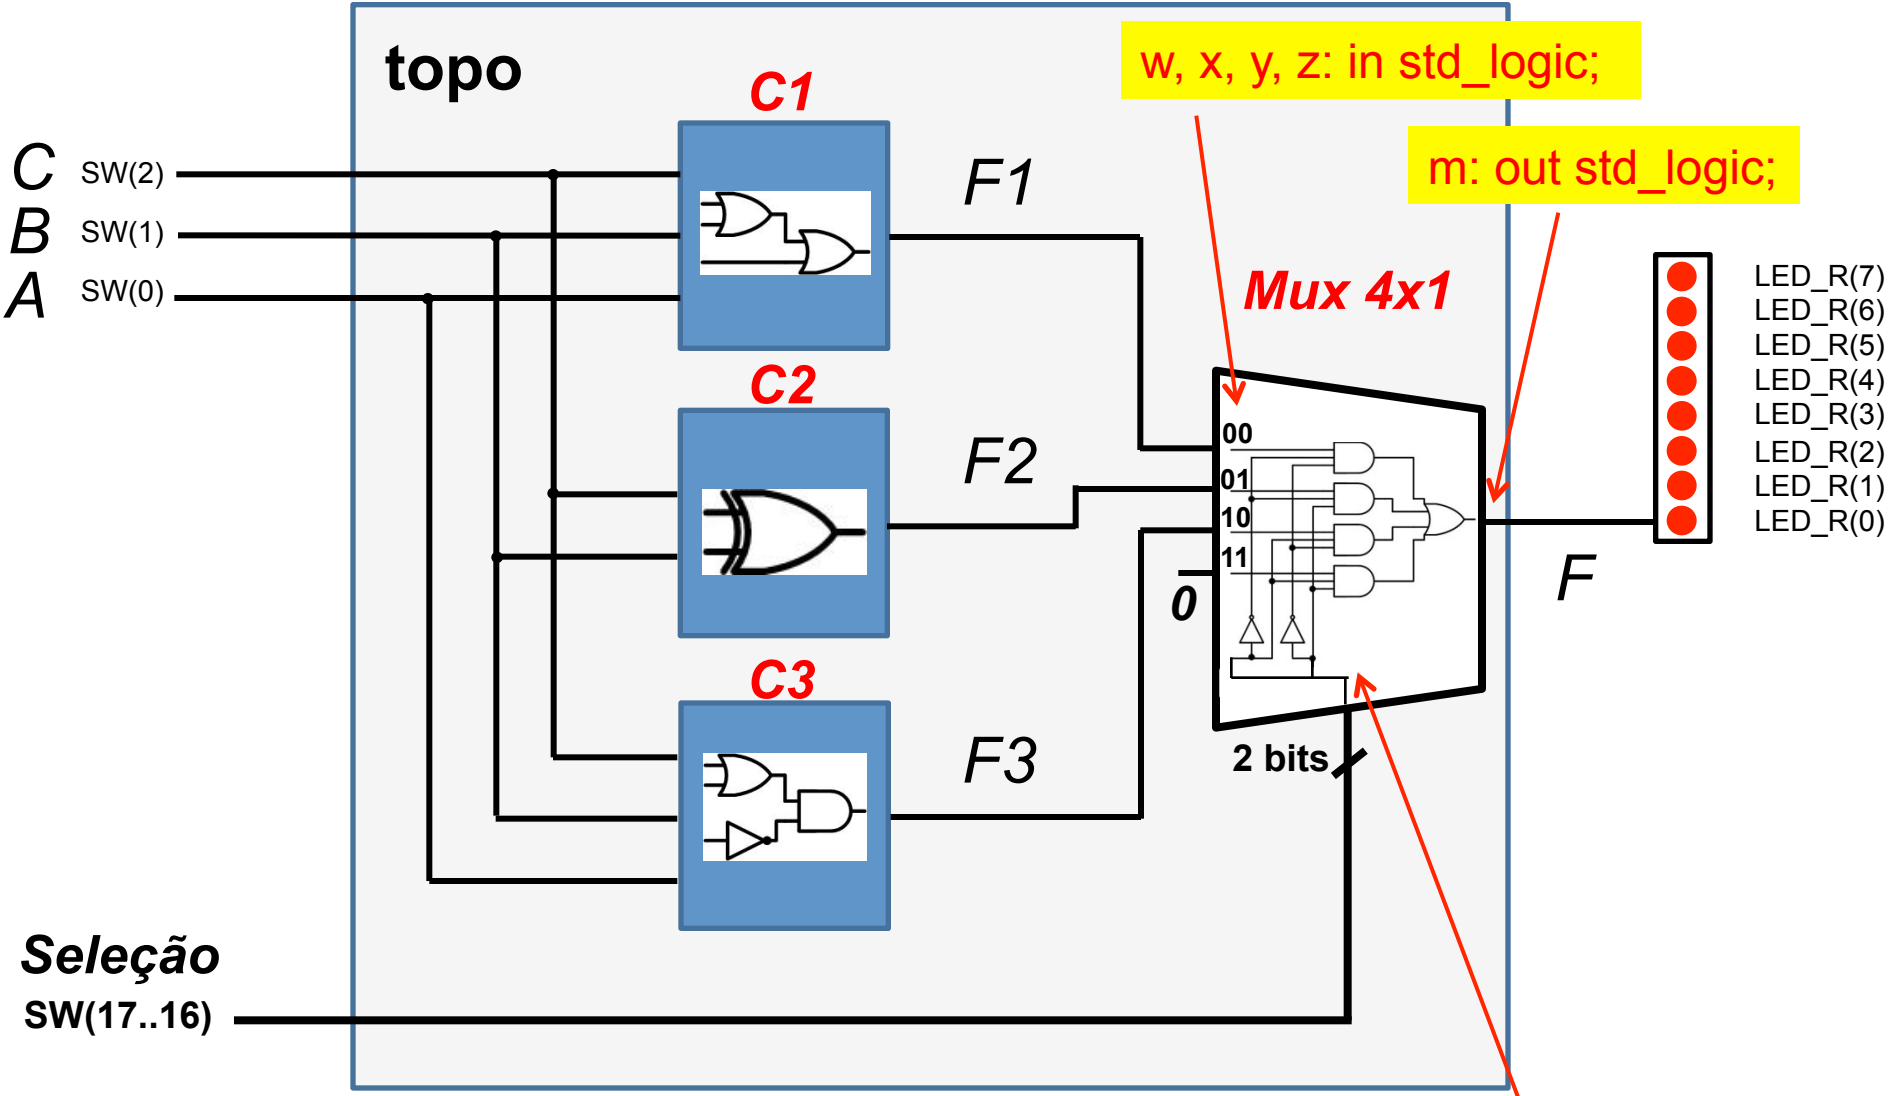 topo
w, x, y, z: in std_logic;
m: out std_logic;
C1
C SW(2)
B SW(1)
A SW(0)
F1
Mux 4x1
LED_R(7)
LED_R(6)
LED_R(5)
LED_R(4)
LED_R(3)
LED_R(2)
LED_R(1)
LED_R(0)
C2
F2
00
01
10
11
0
F
C3
F3
2 bits
Seleção
SW(17..16)